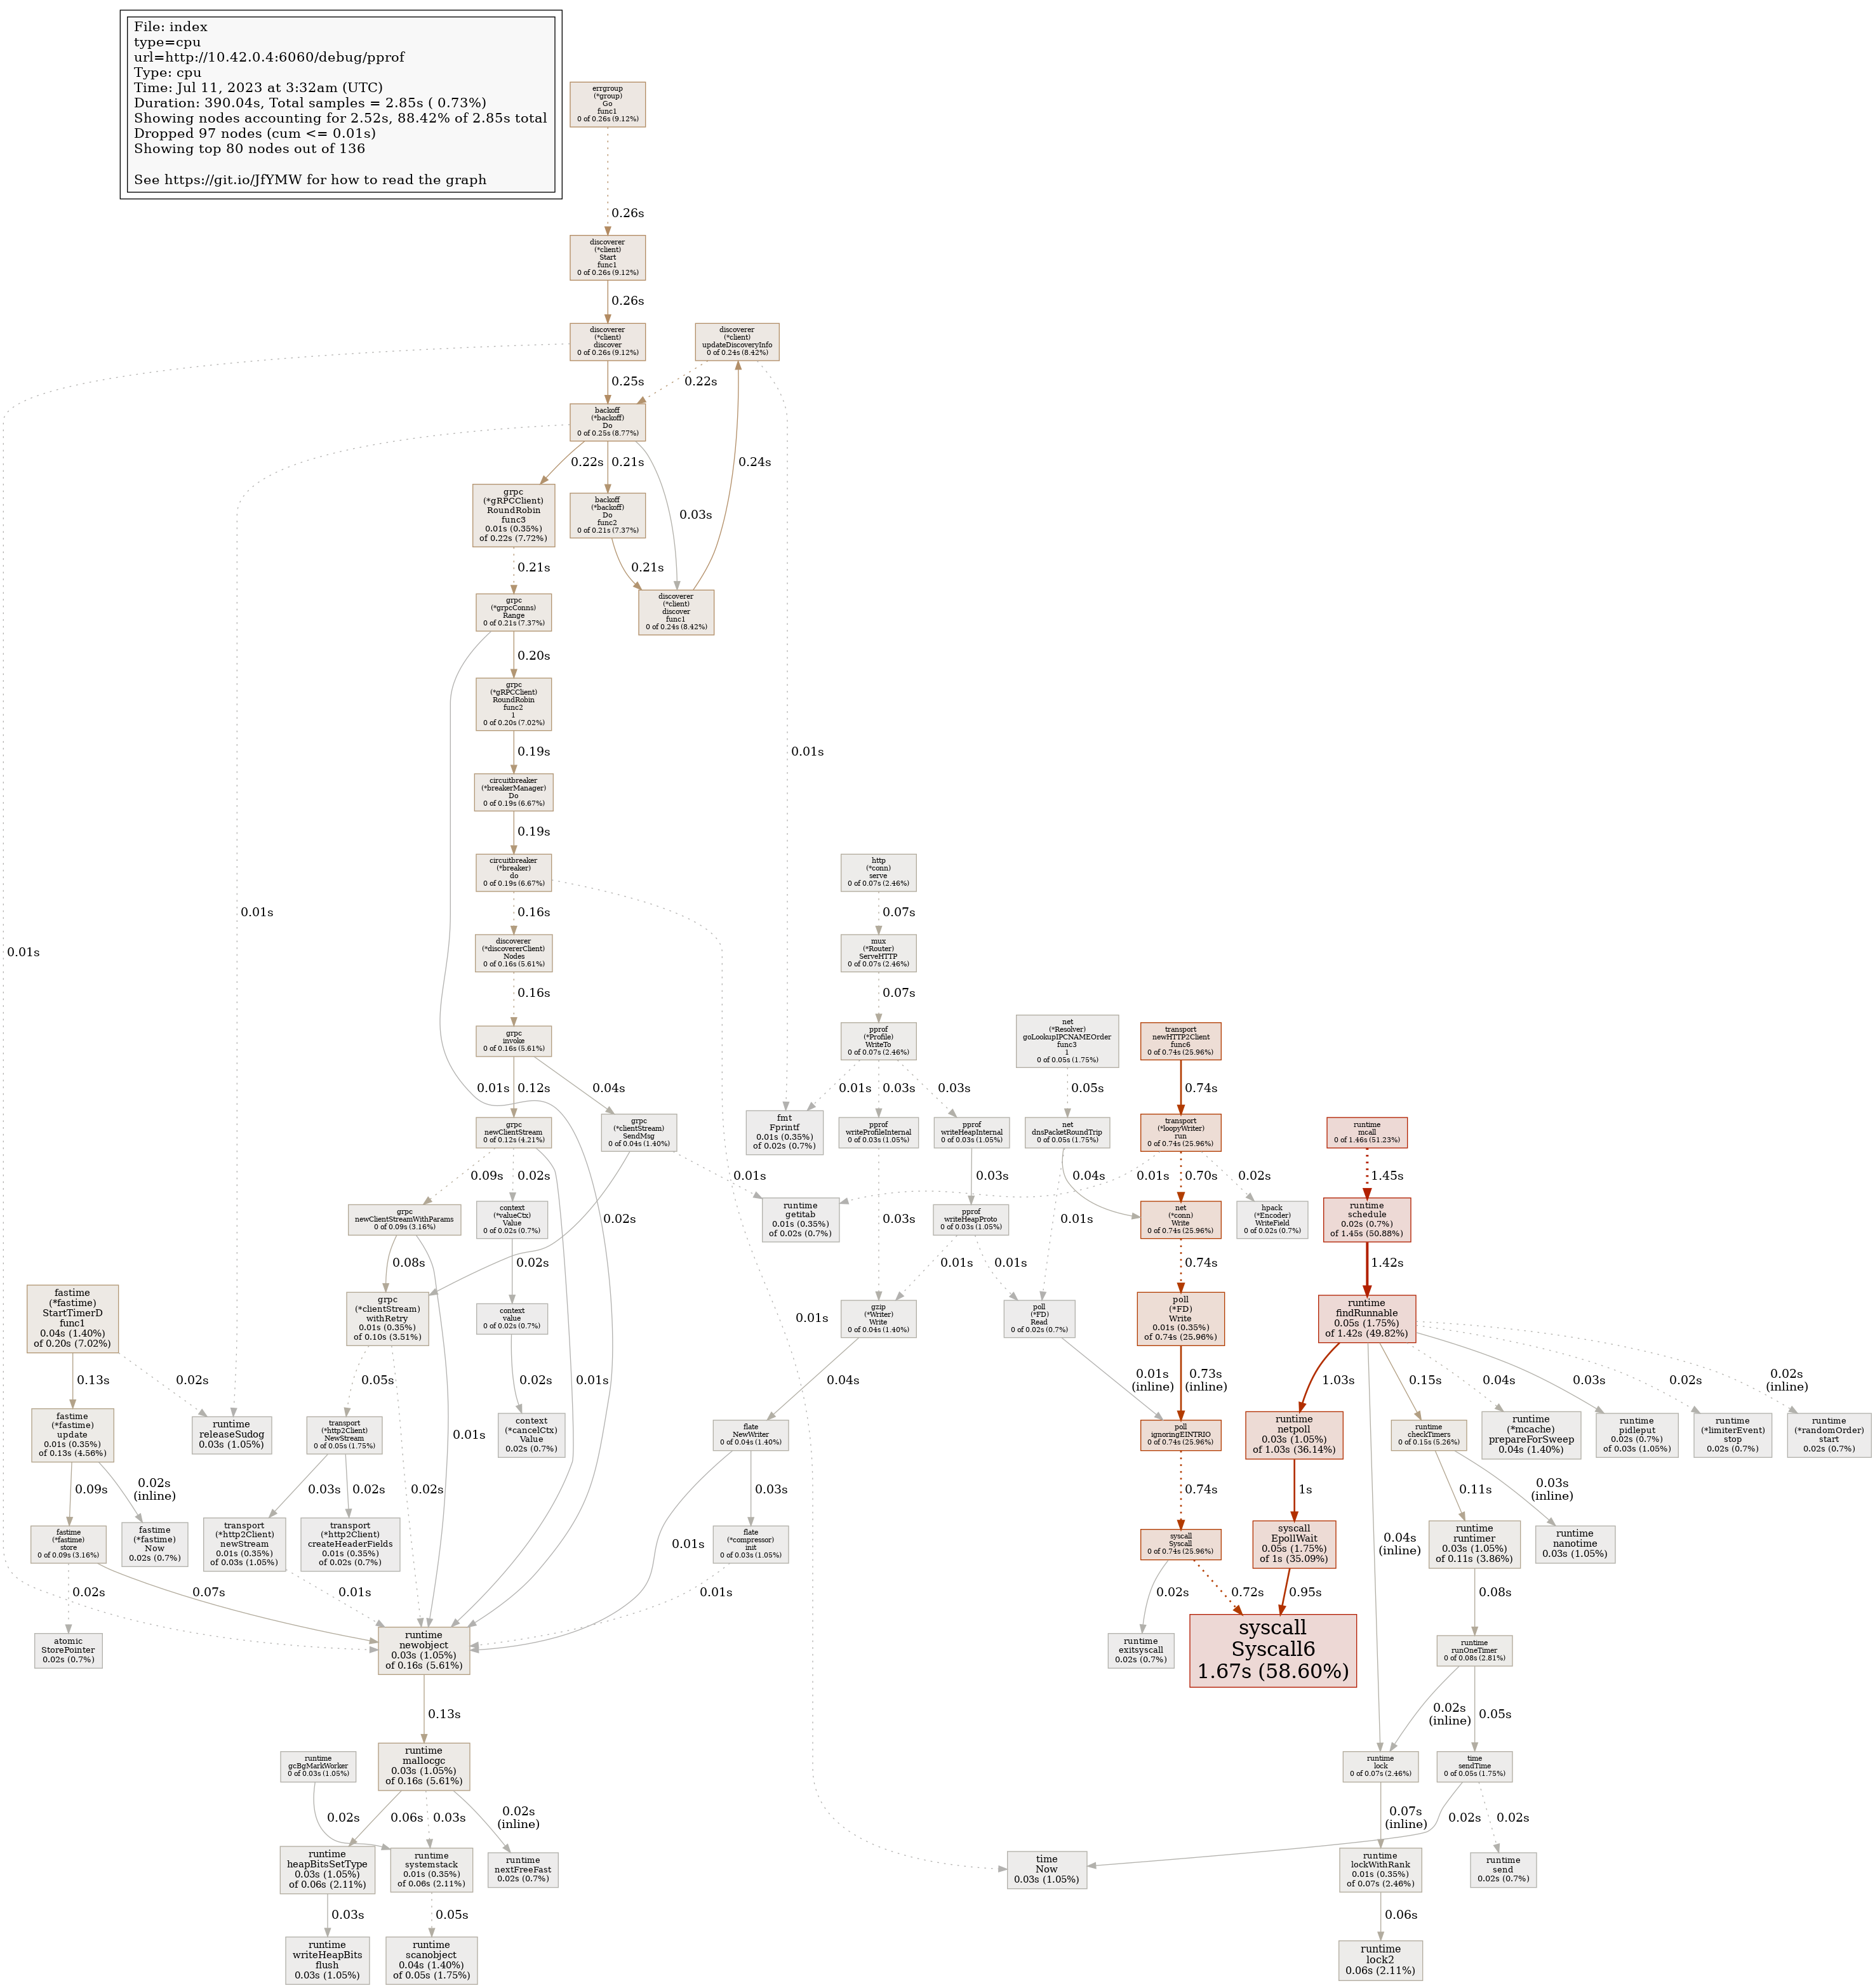 File: index
type=cpu
url=http://10.42.0.4:6060/debug/pprof
Type: cpu
Time: Jul 11, 2023 at 3:32am (UTC)
Duration: 390.04s, Total samples = 2.85s ( 0.73%)
Showing nodes accounting for 2.52s, 88.42% of 2.85s total
Dropped 97 nodes (cum <= 0.01s)
Showing top 80 nodes out of 136
See https://git.io/JfYMW for how to read the graph
errgroup
(*group)
Go
func1
0 of 0.26s (9.12%)
0.26s
discoverer
(*client)
Start
func1
0 of 0.26s (9.12%)
0.26s
discoverer
(*client)
discover
0 of 0.26s (9.12%)
discoverer
(*client)
updateDiscoveryInfo
0 of 0.24s (8.42%)
0.25s
0.22s
backoff
(*backoff)
Do
0 of 0.25s (8.77%)
0.22s
0.21s
0.03s
0.24s
grpc
(*gRPCClient)
RoundRobin
func3
0.01s (0.35%)
of 0.22s (7.72%)
backoff
(*backoff)
Do
func2
0 of 0.21s (7.37%)
0.21s
0.21s
grpc
(*grpcConns)
Range
0 of 0.21s (7.37%)
discoverer
(*client)
discover
func1
0 of 0.24s (8.42%)
0.20s
grpc
(*gRPCClient)
RoundRobin
func2
1
0 of 0.20s (7.02%)
0.19s
0.01s
circuitbreaker
(*breakerManager)
Do
0 of 0.19s (6.67%)
0.19s
circuitbreaker
(*breaker)
do
0 of 0.19s (6.67%)
http
(*conn)
serve
0 of 0.07s (2.46%)
0.01s
0.16s
0.07s
0.01s
discoverer
(*discovererClient)
Nodes
0 of 0.16s (5.61%)
mux
(*Router)
ServeHTTP
0 of 0.07s (2.46%)
0.16s
0.07s
grpc
invoke
0 of 0.16s (5.61%)
pprof
(*Profile)
WriteTo
0 of 0.07s (2.46%)
net
(*Resolver)
goLookupIPCNAMEOrder
func3
1
0 of 0.05s (1.75%)
transport
newHTTP2Client
func6
0 of 0.74s (25.96%)
0.01s
0.12s
0.04s
0.01s
0.03s
0.03s
0.05s
0.74s
grpc
newClientStream
0 of 0.12s (4.21%)
grpc
(*clientStream)
SendMsg
0 of 0.04s (1.40%)
fmt
Fprintf
0.01s (0.35%)
of 0.02s (0.7%)
pprof
writeProfileInternal
0 of 0.03s (1.05%)
pprof
writeHeapInternal
0 of 0.03s (1.05%)
net
dnsPacketRoundTrip
0 of 0.05s (1.75%)
transport
(*loopyWriter)
run
0 of 0.74s (25.96%)
runtime
mcall
0 of 1.46s (51.23%)
0.09s
0.02s
0.01s
0.03s
0.04s
0.01s
0.70s
0.02s
1.45s
grpc
newClientStreamWithParams
0 of 0.09s (3.16%)
context
(*valueCtx)
Value
0 of 0.02s (0.7%)
0.02s
runtime
getitab
0.01s (0.35%)
of 0.02s (0.7%)
0.03s
pprof
writeHeapProto
0 of 0.03s (1.05%)
0.01s
net
(*conn)
Write
0 of 0.74s (25.96%)
hpack
(*Encoder)
WriteField
0 of 0.02s (0.7%)
runtime
schedule
0.02s (0.7%)
of 1.45s (50.88%)
0.08s
0.02s
0.01s
0.01s
0.74s
1.42s
fastime
(*fastime)
StartTimerD
func1
0.04s (1.40%)
of 0.20s (7.02%)
grpc
(*clientStream)
withRetry
0.01s (0.35%)
of 0.10s (3.51%)
context
value
0 of 0.02s (0.7%)
0.01s
gzip
(*Writer)
Write
0 of 0.04s (1.40%)
poll
(*FD)
Read
0 of 0.02s (0.7%)
poll
(*FD)
Write
0.01s (0.35%)
of 0.74s (25.96%)
runtime
findRunnable
0.05s (1.75%)
of 1.42s (49.82%)
0.13s
0.02s
0.05s
0.02s
0.04s
0.01s
(inline)
0.73s
(inline)
1.03s
0.15s
0.04s
0.03s
0.02s
0.02s
(inline)
fastime
(*fastime)
update
0.01s (0.35%)
of 0.13s (4.56%)
runtime
releaseSudog
0.03s (1.05%)
transport
(*http2Client)
NewStream
0 of 0.05s (1.75%)
0.01s
context
(*cancelCtx)
Value
0.02s (0.7%)
0.01s
flate
NewWriter
0 of 0.04s (1.40%)
poll
ignoringEINTRIO
0 of 0.74s (25.96%)
runtime
netpoll
0.03s (1.05%)
of 1.03s (36.14%)
runtime
checkTimers
0 of 0.15s (5.26%)
runtime
(*mcache)
prepareForSweep
0.04s (1.40%)
runtime
pidleput
0.02s (0.7%)
of 0.03s (1.05%)
runtime
(*limiterEvent)
stop
0.02s (0.7%)
runtime
(*randomOrder)
start
0.02s (0.7%)
0.09s
0.02s
(inline)
0.03s
0.02s
0.02s
0.03s
0.74s
1s
0.11s
0.03s
(inline)
fastime
(*fastime)
store
0 of 0.09s (3.16%)
fastime
(*fastime)
Now
0.02s (0.7%)
transport
(*http2Client)
newStream
0.01s (0.35%)
of 0.03s (1.05%)
transport
(*http2Client)
createHeaderFields
0.01s (0.35%)
of 0.02s (0.7%)
0.01s
flate
(*compressor)
init
0 of 0.03s (1.05%)
syscall
Syscall
0 of 0.74s (25.96%)
syscall
EpollWait
0.05s (1.75%)
of 1s (35.09%)
0.04s
(inline)
runtime
runtimer
0.03s (1.05%)
of 0.11s (3.86%)
runtime
nanotime
0.03s (1.05%)
0.02s
0.07s
0.01s
0.01s
0.02s
0.72s
0.95s
0.08s
atomic
StorePointer
0.02s (0.7%)
runtime
newobject
0.03s (1.05%)
of 0.16s (5.61%)
runtime
exitsyscall
0.02s (0.7%)
syscall
Syscall6
1.67s (58.60%)
runtime
runOneTimer
0 of 0.08s (2.81%)
0.13s
0.02s
(inline)
0.05s
runtime
gcBgMarkWorker
0 of 0.03s (1.05%)
runtime
mallocgc
0.03s (1.05%)
of 0.16s (5.61%)
runtime
lock
0 of 0.07s (2.46%)
time
sendTime
0 of 0.05s (1.75%)
0.02s
0.06s
0.03s
0.02s
(inline)
0.07s
(inline)
0.02s
0.02s
runtime
heapBitsSetType
0.03s (1.05%)
of 0.06s (2.11%)
runtime
systemstack
0.01s (0.35%)
of 0.06s (2.11%)
runtime
nextFreeFast
0.02s (0.7%)
time
Now
0.03s (1.05%)
runtime
lockWithRank
0.01s (0.35%)
of 0.07s (2.46%)
runtime
send
0.02s (0.7%)
0.03s
0.05s
0.06s
runtime
writeHeapBits
flush
0.03s (1.05%)
runtime
scanobject
0.04s (1.40%)
of 0.05s (1.75%)
runtime
lock2
0.06s (2.11%)